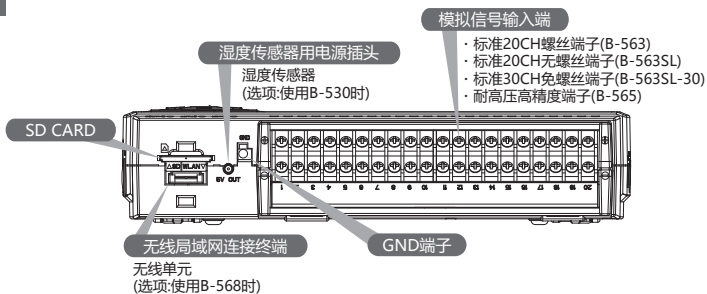 模拟信号输入端
· 标准20CH螺丝端子(B-563)
· 标准20CH无螺丝端子(B-563SL)
· 标准30CH免螺丝端子(B-563SL-30)
· 耐高压高精度端子(B-565)
湿度传感器用电源插头
湿度传感器
(选项:使用B-530时)
SD CARD
GND
SD WLAN
5V OUT
2 3 4 5 6 7 8 9 10 11 12 13 14 15 16 17 18 19 20
无线局域网连接终端
无线单元
(选项:使用B-568时)
GND端子